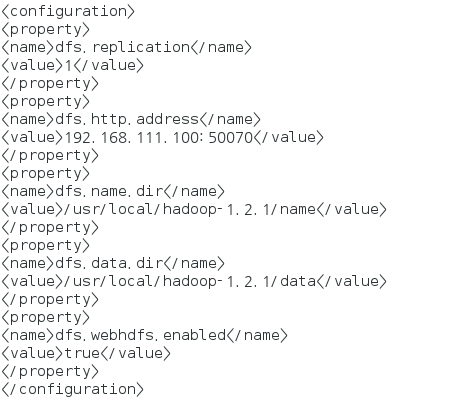 <configuration>
<property>
<name>dfs.replication</name>
<value>1</value>
</property>
<property>
<name>dfs.http.address</name>
<value>192.168.111.100:50070</value>
</property>
<property>
<name>dfs.name.dir</name>
<value>/usr/local/hadoop-1.2.1/name</value>
</property>
<property>
<name>dfs.data.dir</name>
<value>/usr/local/hadoop-1.2.1/data</value>
</property>
<property>
<name>dfs.webhdfs.enabled</name>
<value>true</value>
</property>
</configuration>